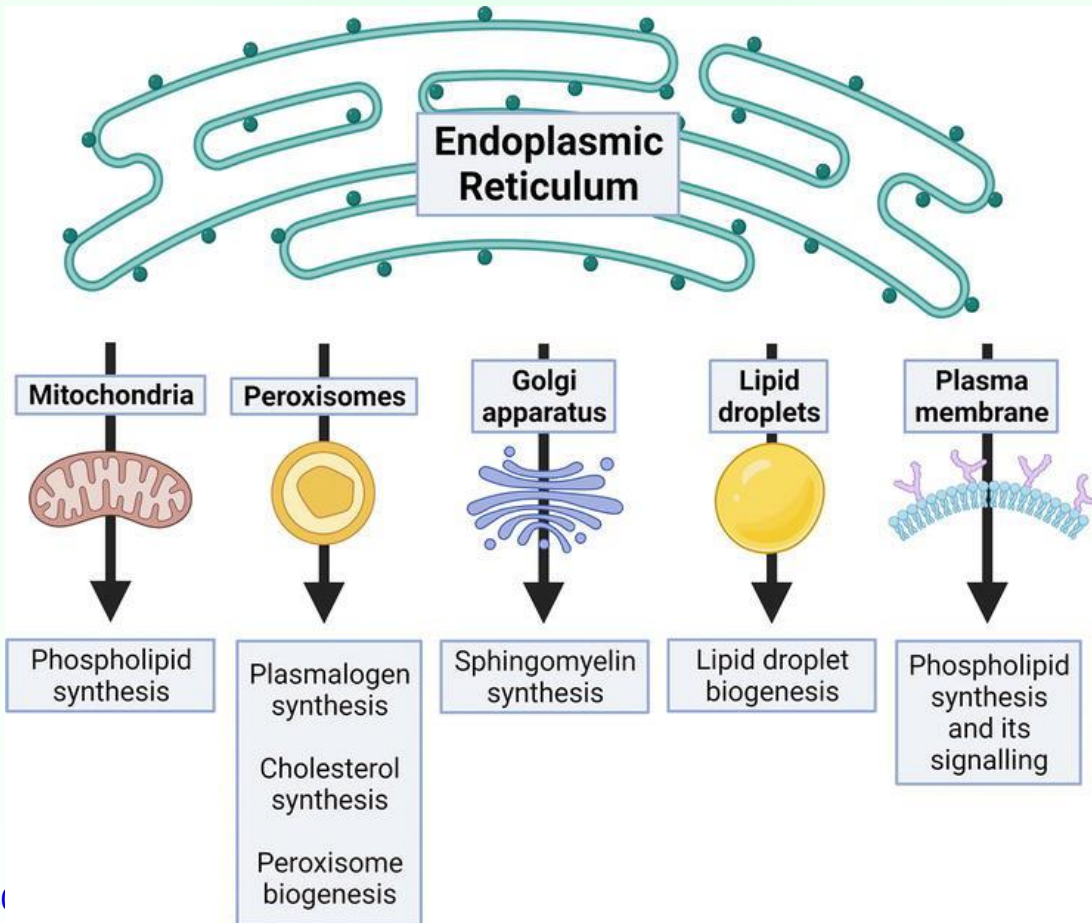 Endoplasmic
Reticulum
Mitochondria
Peroxisomes
Golgi
apparatus
Lipid
droplets
Plasma
membrane
Phospholipid
synthesis
Plasmalogen
synthesis
Cholesterol
synthesis
Peroxisome
biogenesis
Sphingomyelin
synthesis
Lipid droplet
biogenesis
Phospholipid
synthesis
and its
signalling